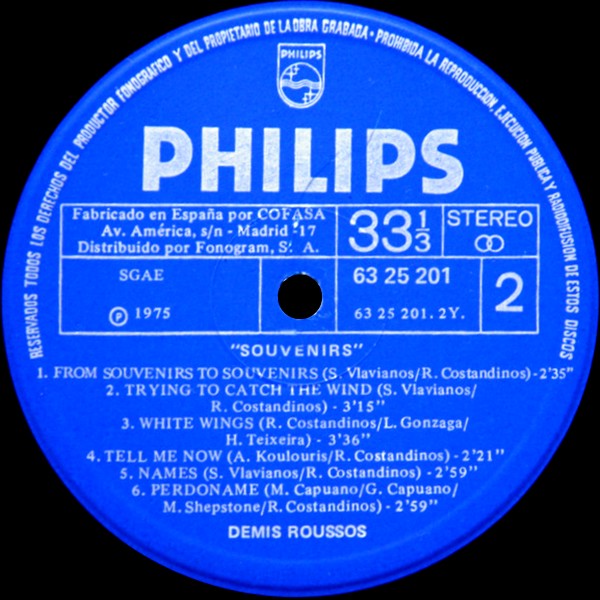 RESERVADOS TODOS LOS DERECHOS DEL PRODUCTOR FONOGRAFICO Y DEL PROPIETARIO DE LA OBRA GRABADA · PROHIBIDA LA REPRODUCCION, EJECUCION PUBLICA Y RADIODIFUSION DE ESTOS DISCOS
PHILIPS
PHILIPS
Fabricado en España por COFASA
Av. América, s/n - Madrid 17
Distribuido por Fonogram, S. A.
33 1/3
STEREO
SGAE
℗ 1975
63 25 201
63 25 201. 2Y.
2
"SOUVENIRS"
1. FROM SOUVENIRS TO SOUVENIRS (S. Vlavianos/R. Costandinos) - 2'35"
2. TRYING TO CATCH THE WIND (S. Vlavianos/
R. Costandinos) - 3'15"
3. WHITE WINGS (R. Costandinos/L. Gonzaga/
H. Teixeira) - 3'36"
4. TELL ME NOW (A. Koulouris/R. Costandinos) - 2'21"
5. NAMES (S. Vlavianos/R. Costandinos) - 2'59"
6. PERDONAME (M. Capuano/G. Capuano/
M. Shepstone/R. Costandinos) - 2'59"
DEMIS ROUSSOS